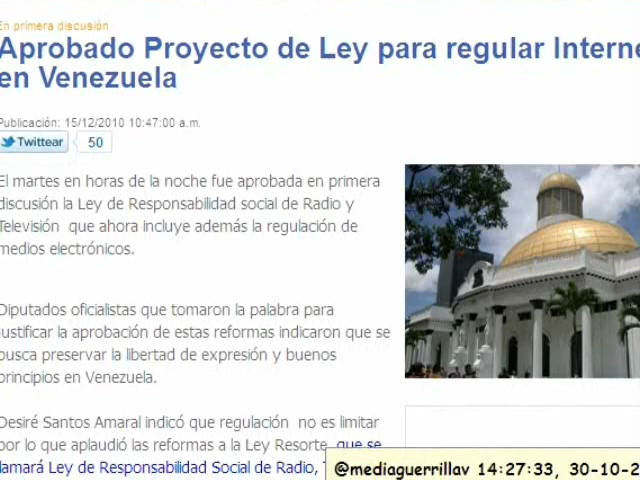 En primera discusión
Aprobado Proyecto de Ley para regular Interne
en Venezuela
Publicación: 15/12/2010 10:47:00 a.m.
Twittear 50
El martes en horas de la noche fue aprobada en primera
discusión la Ley de Responsabilidad social de Radio y
Televisión que ahora incluye además la regulación de
medios electrónicos.
Diputados oficialistas que tomaron la palabra para
justificar la aprobación de estas reformas indicaron que se
busca preservar la libertad de expresión y buenos
principios en Venezuela.
Desiré Santos Amaral indicó que regulación no es limitar
por lo que aplaudió las reformas a la Ley Resorte, que se
llamará Ley de Responsabilidad Social de Radio, T
@mediaguerrillav 14:27:33, 30-10-2